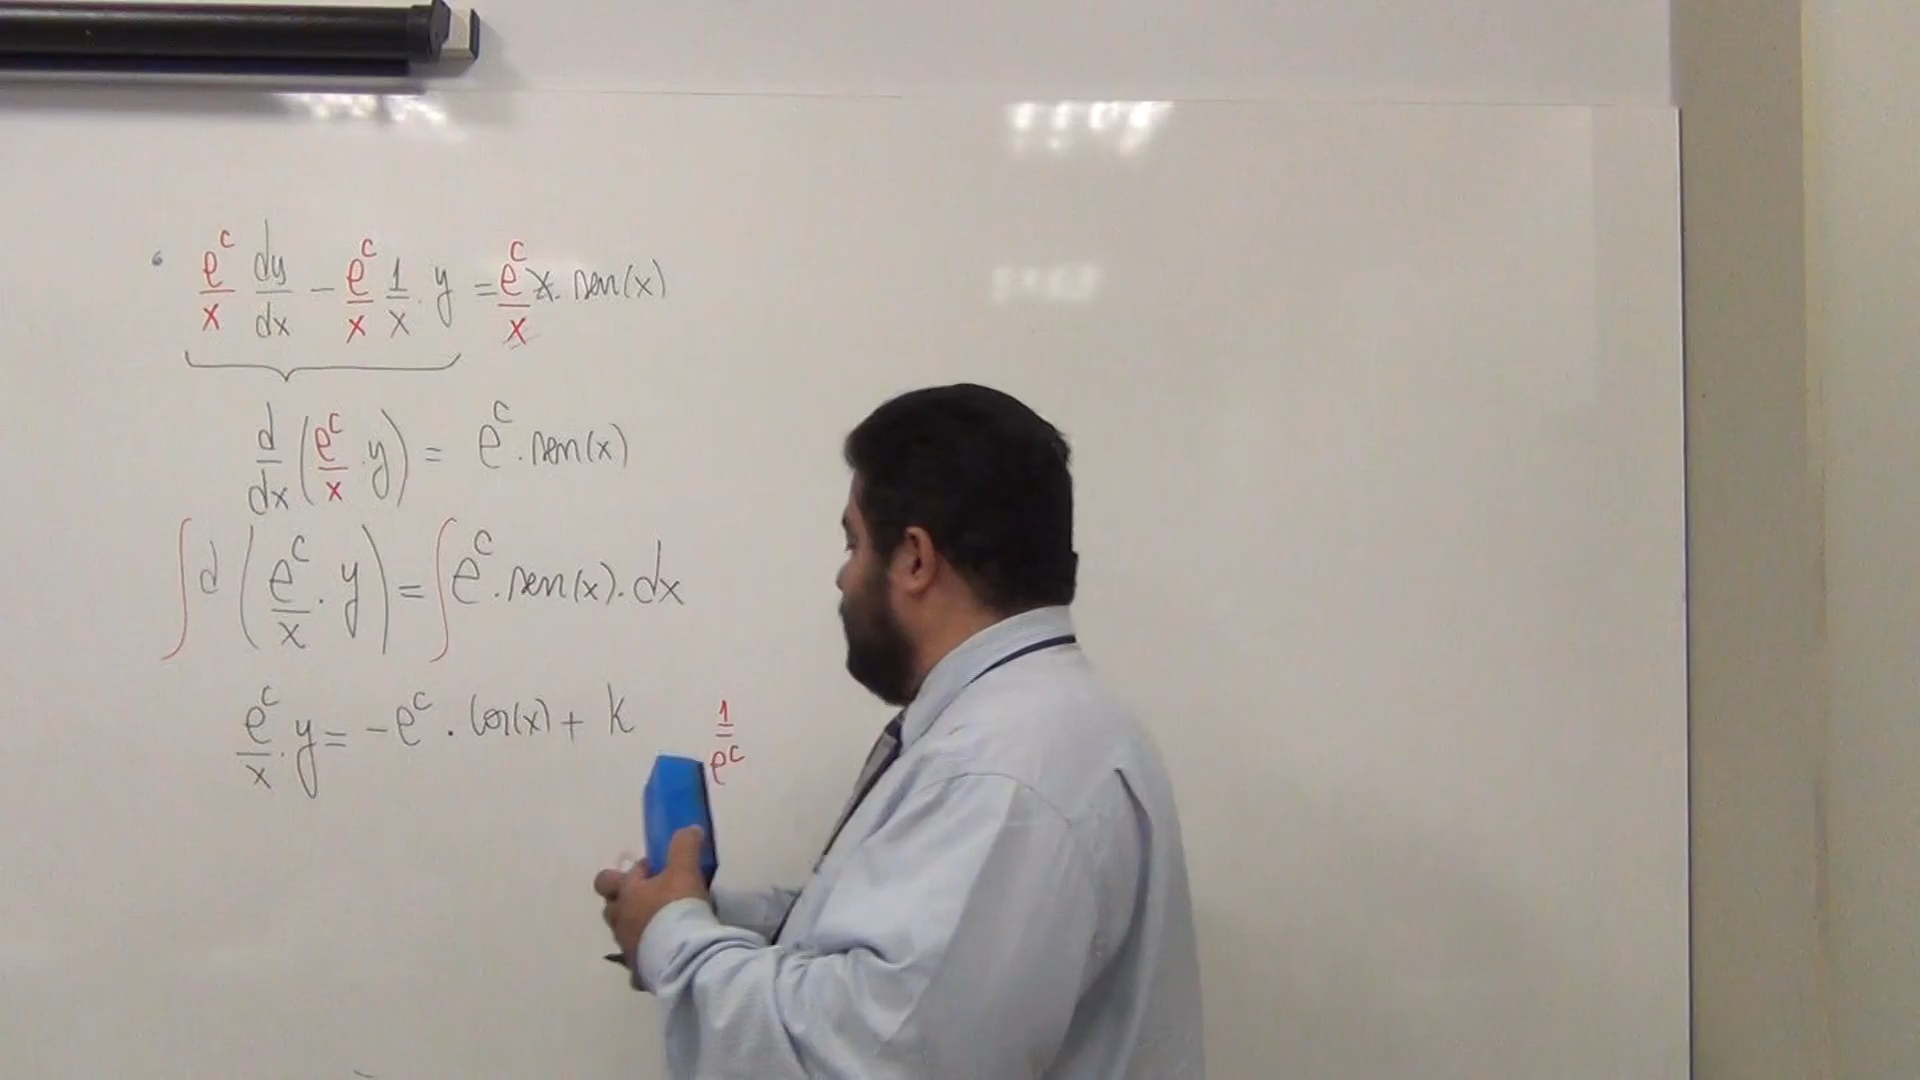 e^c/x dy/dx − e^c/x 1/x · y = e^c/x x · sen(x)
d/dx (e^c/x · y) = e^c · sen(x)
∫ d (e^c/x · y) = ∫ e^c · sen(x) · dx
e^c/x · y = −e^c · cos(x) + k 1/e^c